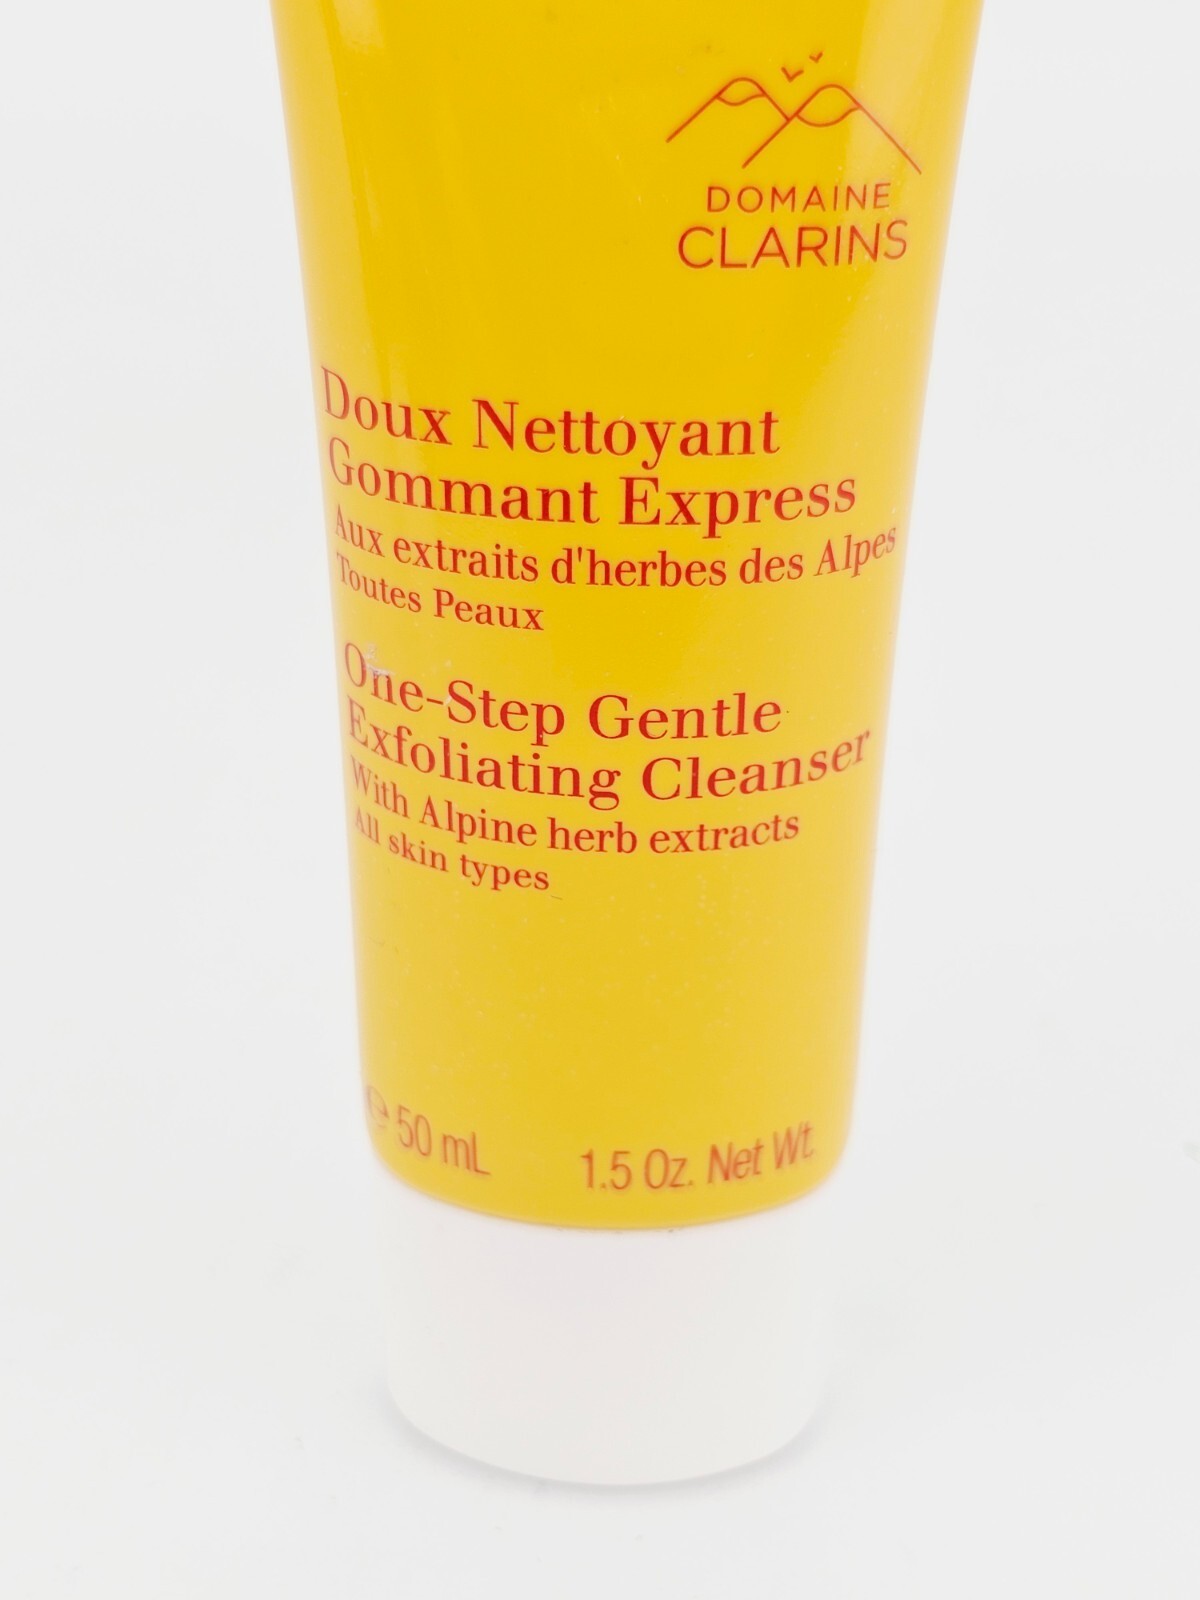 DOMAINE
CLARINS
Doux Nettoyant
Gommant Express
Aux extraits d'herbes des Alpes
Toutes Peaux
One-Step Gentle
Exfoliating Cleanser
With Alpine herb extracts
All skin types
℮ 50 mL 1.5 Oz. Net Wt.